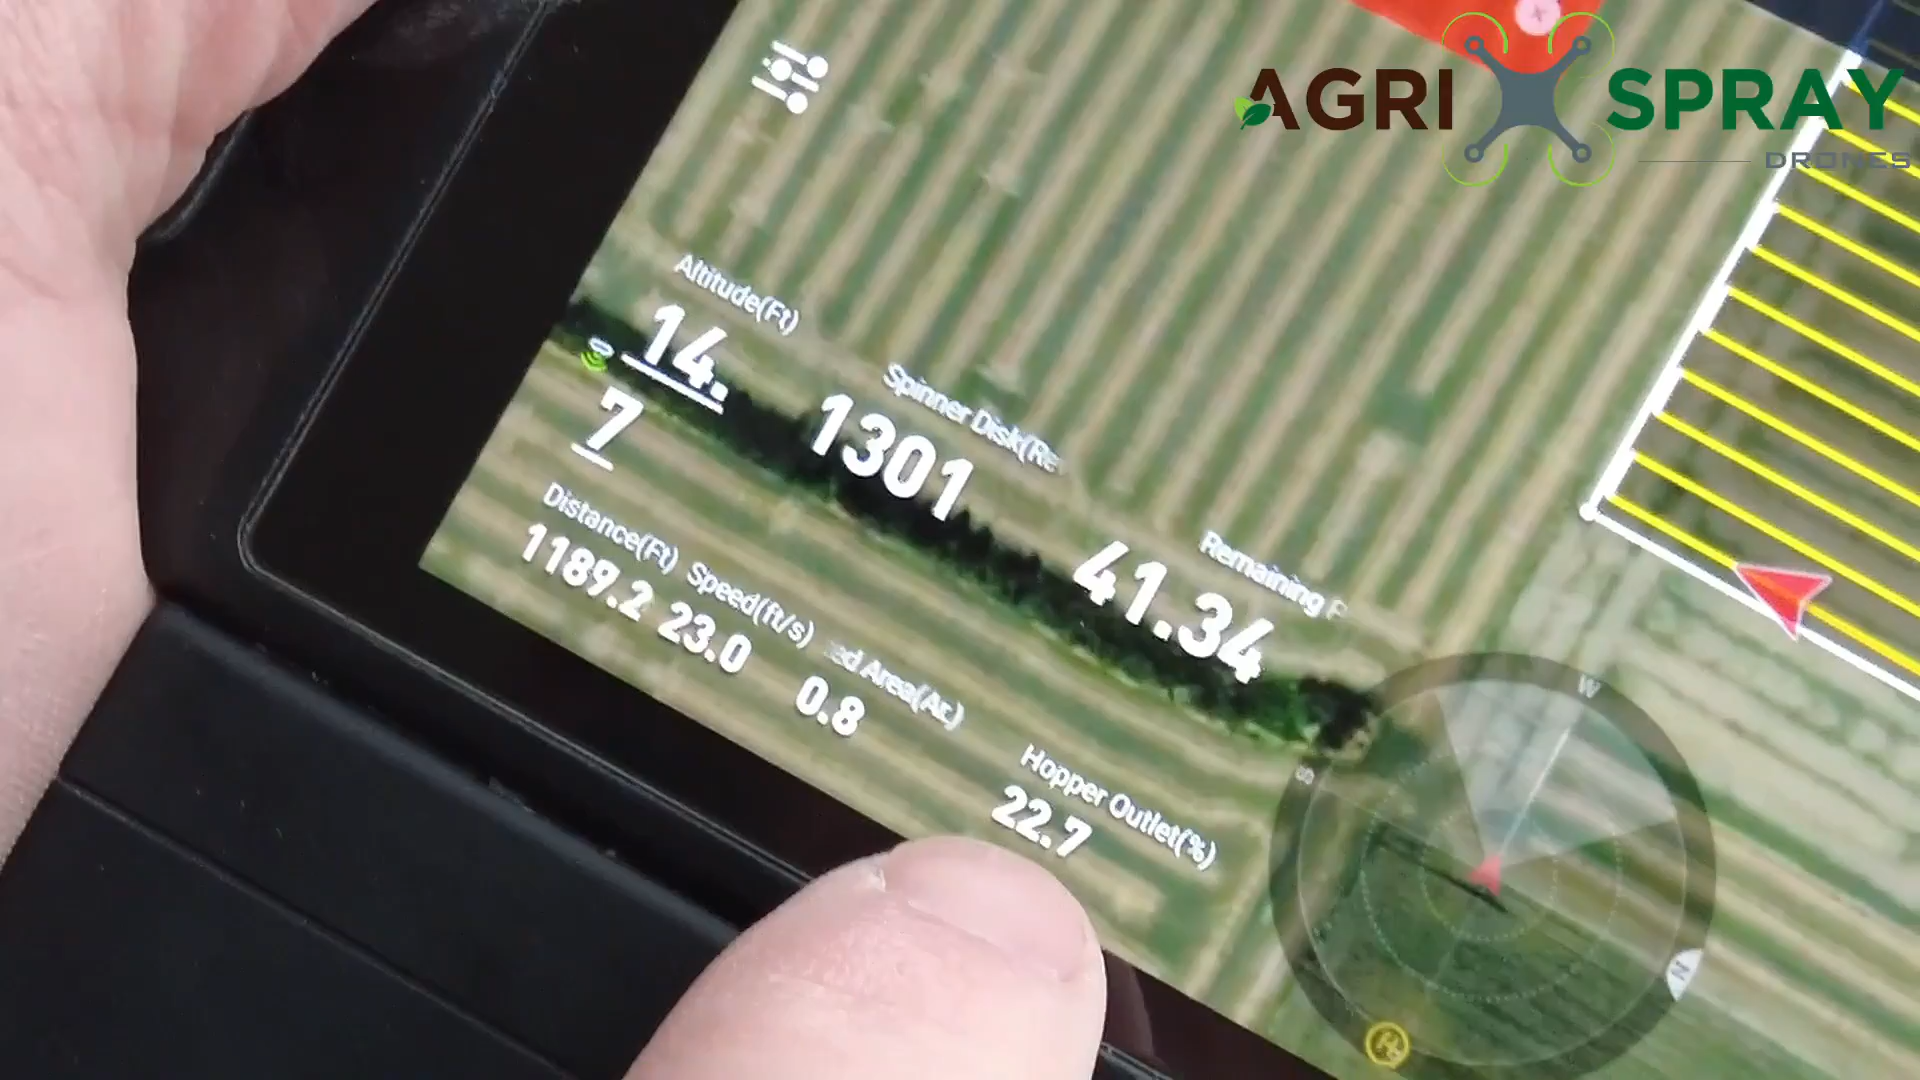 AGRI SPRAY
DRONES
Altitude(Ft)
14.
7
Spinner Disk(Re
1301
Remaining
41.34
Distance(Ft)
1189.2
Speed(ft/s)
23.0
ed Area(Ac)
0.8
Hopper Outlet(%)
22.7
W
S
N
H